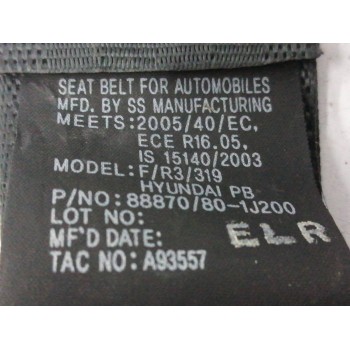 SEAT BELT FOR AUTOMOBILES
MFD. BY SS MANUFACTURING
MEETS: 2005/40/EC,
ECE R16.05,
IS 15140/2003
MODEL: F/R3/319
HYUNDAI PB
P/NO: 88870/80-1J200
LOT NO:
MF'D DATE: ELR
TAC NO: A93557